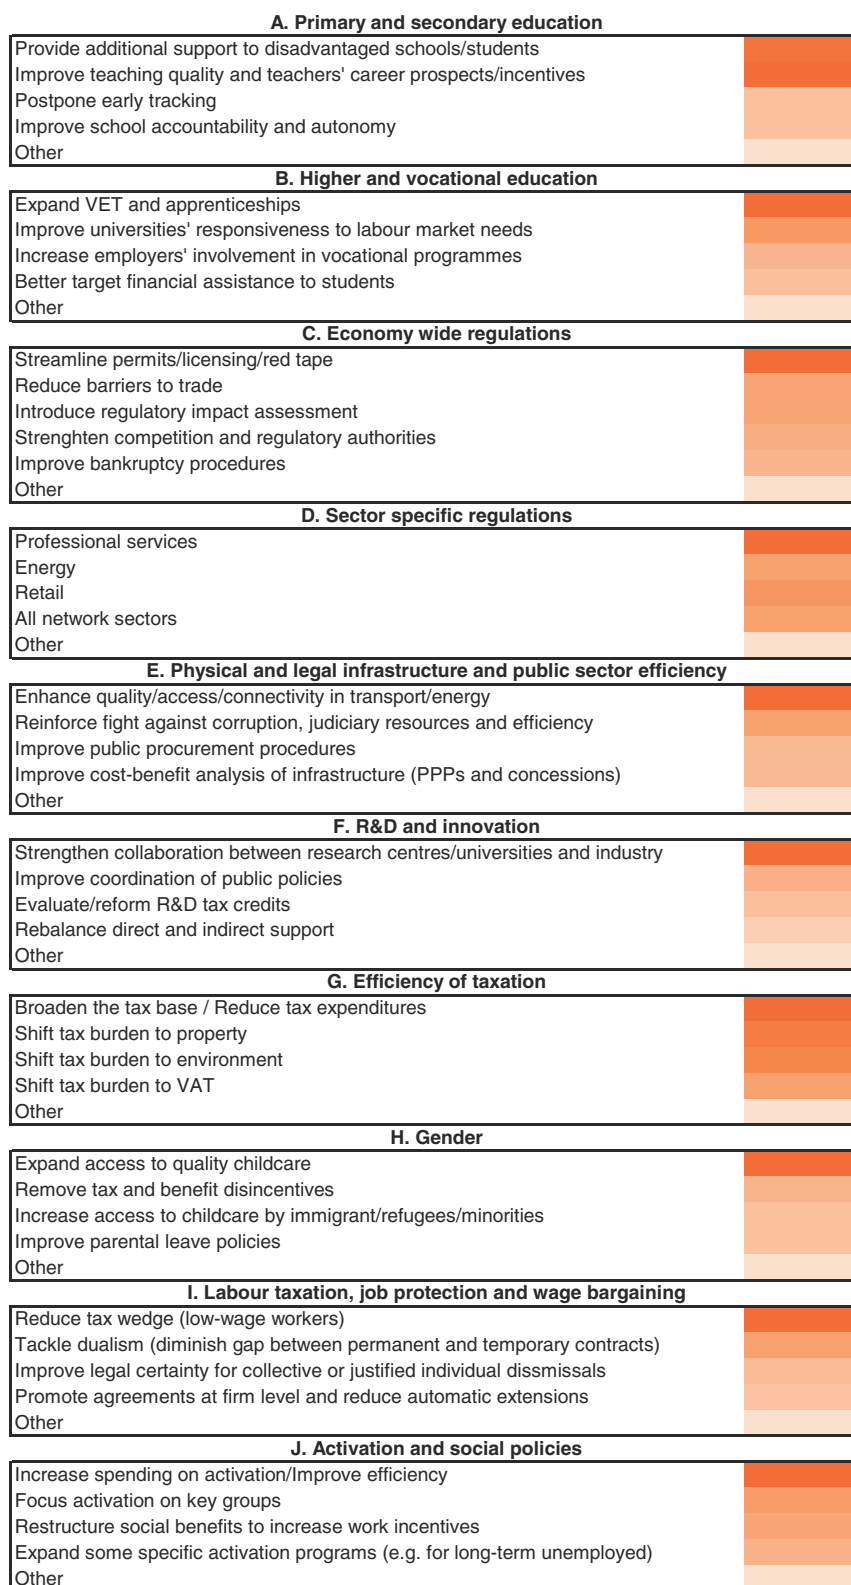 A. Primary and secondary education
Provide additional support to disadvantaged schools/students
Improve teaching quality and teachers' career prospects/incentives
Postpone early tracking
Improve school accountability and autonomy
Other
B. Higher and vocational education
Expand VET and apprenticeships
Improve universities' responsiveness to labour market needs
Increase employers' involvement in vocational programmes
Better target financial assistance to students
Other
C. Economy wide regulations
Streamline permits/licensing/red tape
Reduce barriers to trade
Introduce regulatory impact assessment
Strenghten competition and regulatory authorities
Improve bankruptcy procedures
Other
D. Sector specific regulations
Professional services
Energy
Retail
All network sectors
Other
E. Physical and legal infrastructure and public sector efficiency
Enhance quality/access/connectivity in transport/energy
Reinforce fight against corruption, judiciary resources and efficiency
Improve public procurement procedures
Improve cost-benefit analysis of infrastructure (PPPs and concessions)
Other
F. R&D and innovation
Strengthen collaboration between research centres/universities and industry
Improve coordination of public policies
Evaluate/reform R&D tax credits
Rebalance direct and indirect support
Other
G. Efficiency of taxation
Broaden the tax base / Reduce tax expenditures
Shift tax burden to property
Shift tax burden to environment
Shift tax burden to VAT
Other
H. Gender
Expand access to quality childcare
Remove tax and benefit disincentives
Increase access to childcare by immigrant/refugees/minorities
Improve parental leave policies
Other
I. Labour taxation, job protection and wage bargaining
Reduce tax wedge (low-wage workers)
Tackle dualism (diminish gap between permanent and temporary contracts)
Improve legal certainty for collective or justified individual dissmissals
Promote agreements at firm level and reduce automatic extensions
Other
J. Activation and social policies
Increase spending on activation/Improve efficiency
Focus activation on key groups
Restructure social benefits to increase work incentives
Expand some specific activation programs (e.g. for long-term unemployed)
Other